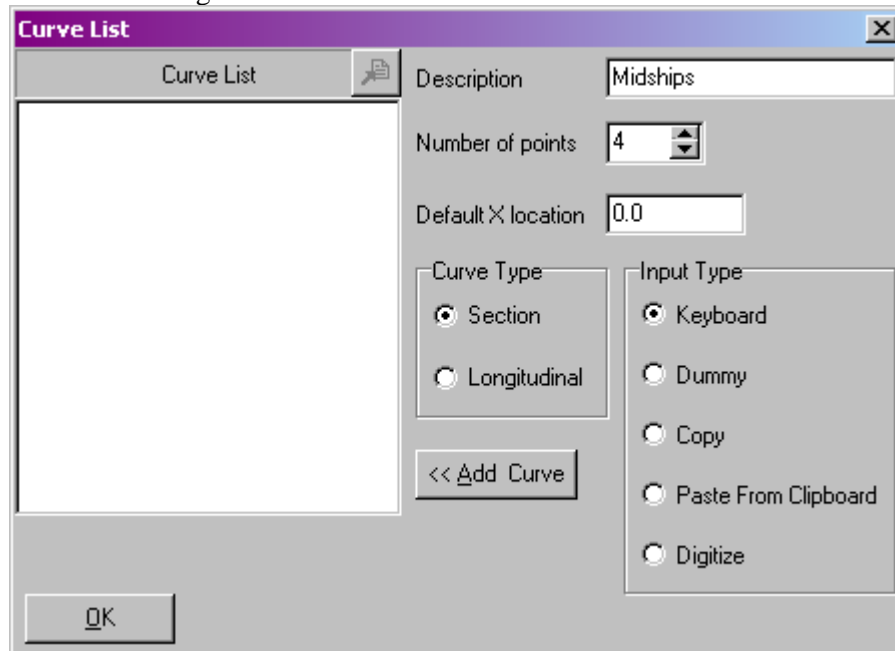 Curve List
Curve List
Description
Midships
Number of points
4
Default X location
0.0
Curve Type
Section
Longitudinal
Input Type
Keyboard
Dummy
Copy
Paste From Clipboard
Digitize
<< Add Curve
OK